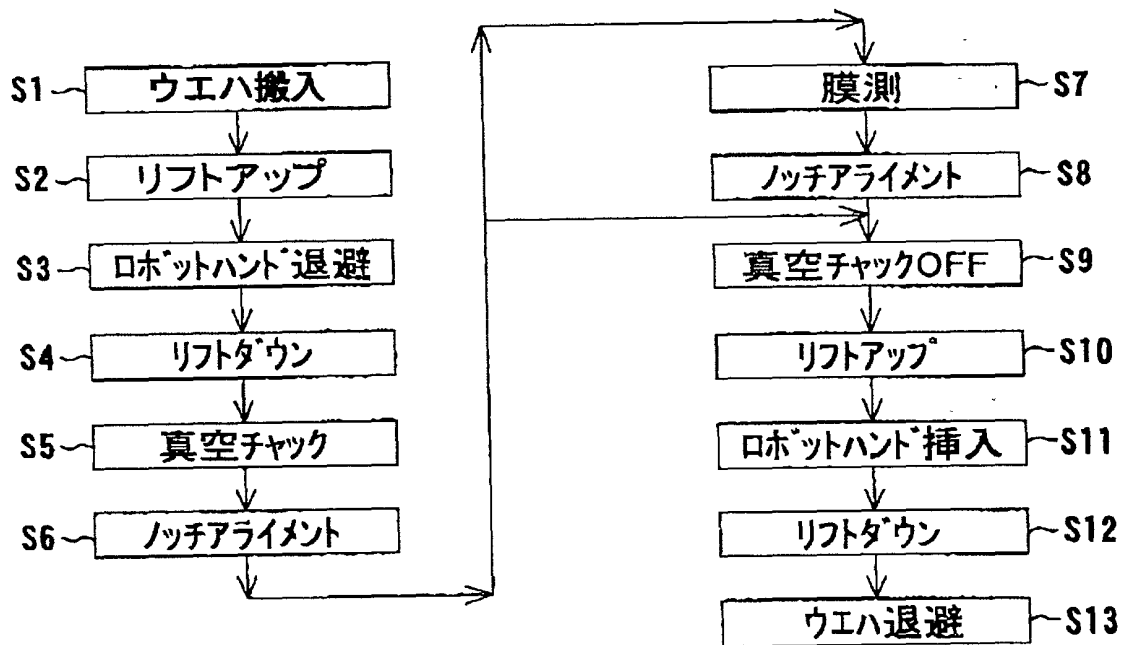 S1 ウエハ搬入
S2 リフトアップ
S3 ロボットハンド退避
S4 リフトダウン
S5 真空チャック
S6 ノッチアライメント
S7 膜測
S8 ノッチアライメント
S9 真空チャックOFF
S10 リフトアップ
S11 ロボットハンド挿入
S12 リフトダウン
S13 ウエハ退避